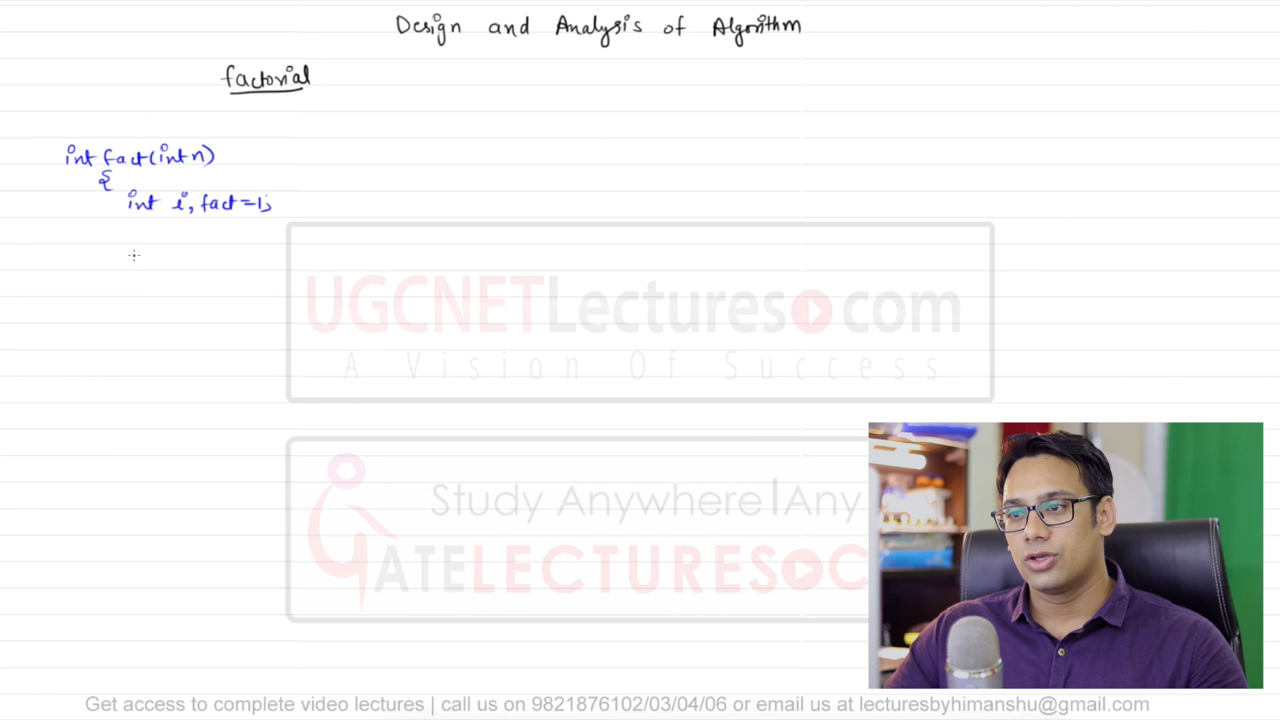 Design and Analysis of Algorithm
factorial
int fact(int n)
{
int i, fact=1;
UGCNETLectures.com
A Vision Of Success
Study Anywhere|Any
GATELECTURES.C
Get access to complete video lectures | call us on 9821876102/03/04/06 or email us at lecturesbyhimanshu@gmail.com